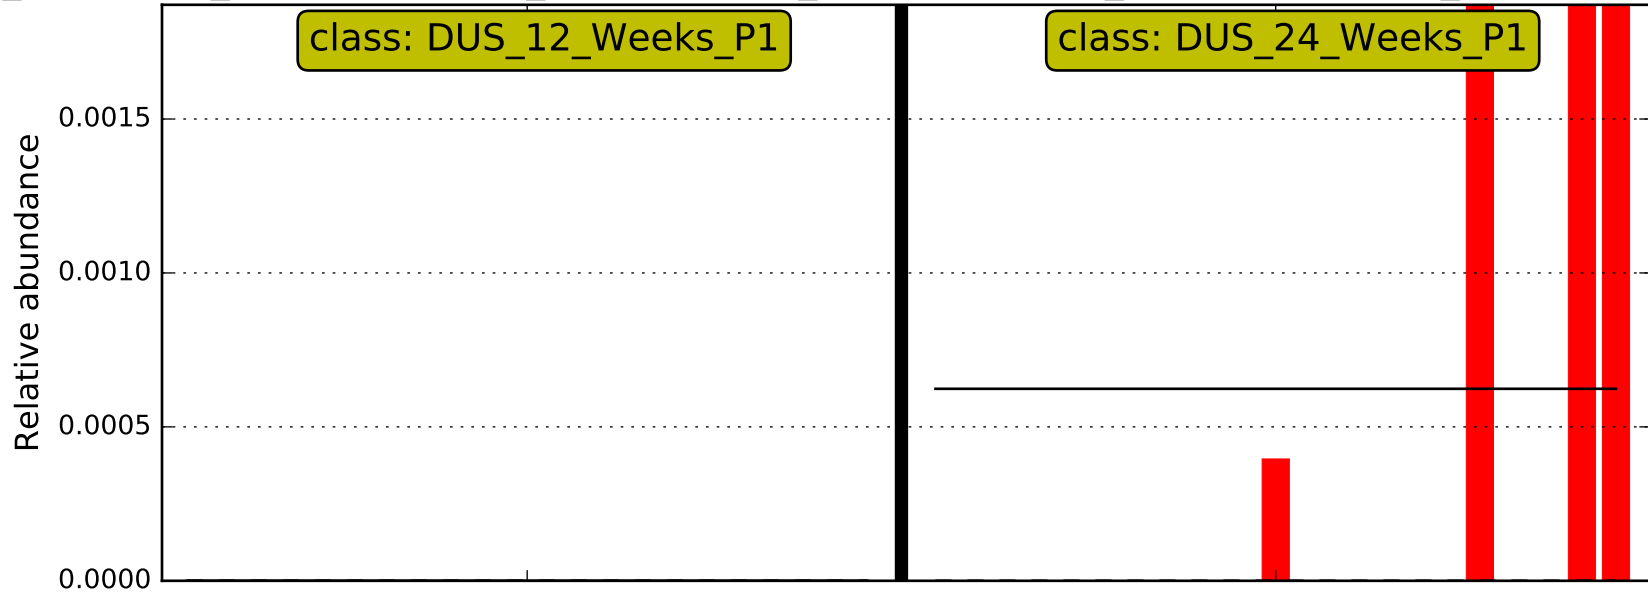 class: DUS_12_Weeks_P1
class: DUS_24_Weeks_P1
Relative abundance
0.0015
0.0010
0.0005
0.0000